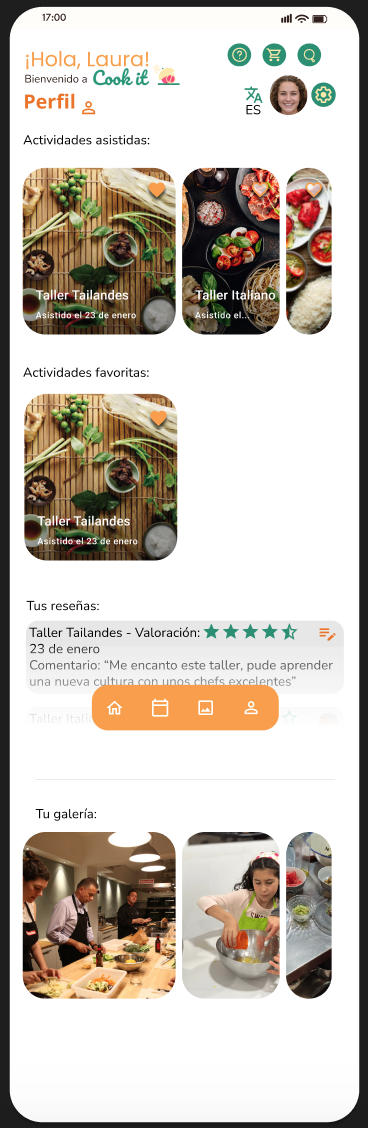 17:00
¡Hola, Laura!
Bienvenido a Cook it
Perfil
ES
Actividades asistidas:
Taller Tailandes
Asistido el 23 de enero
Taller Italiano
Asistido el...
Actividades favoritas:
Taller Tailandes
Asistido el 23 de enero
Tus reseñas:
Taller Tailandes - Valoración:
23 de enero
Comentario: “Me encanto este taller, pude aprender
una nueva cultura con unos chefs excelentes”
Taller
Tu galería: